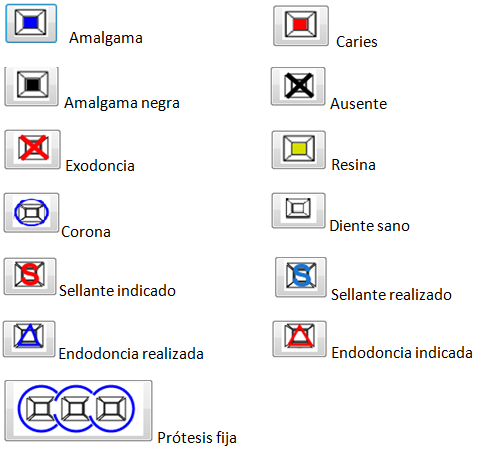 Amalgama
Caries
Amalgama negra
Ausente
Exodoncia
Resina
Corona
Diente sano
S
Sellante indicado
S
Sellante realizado
Endodoncia realizada
Endodoncia indicada
Prótesis fija